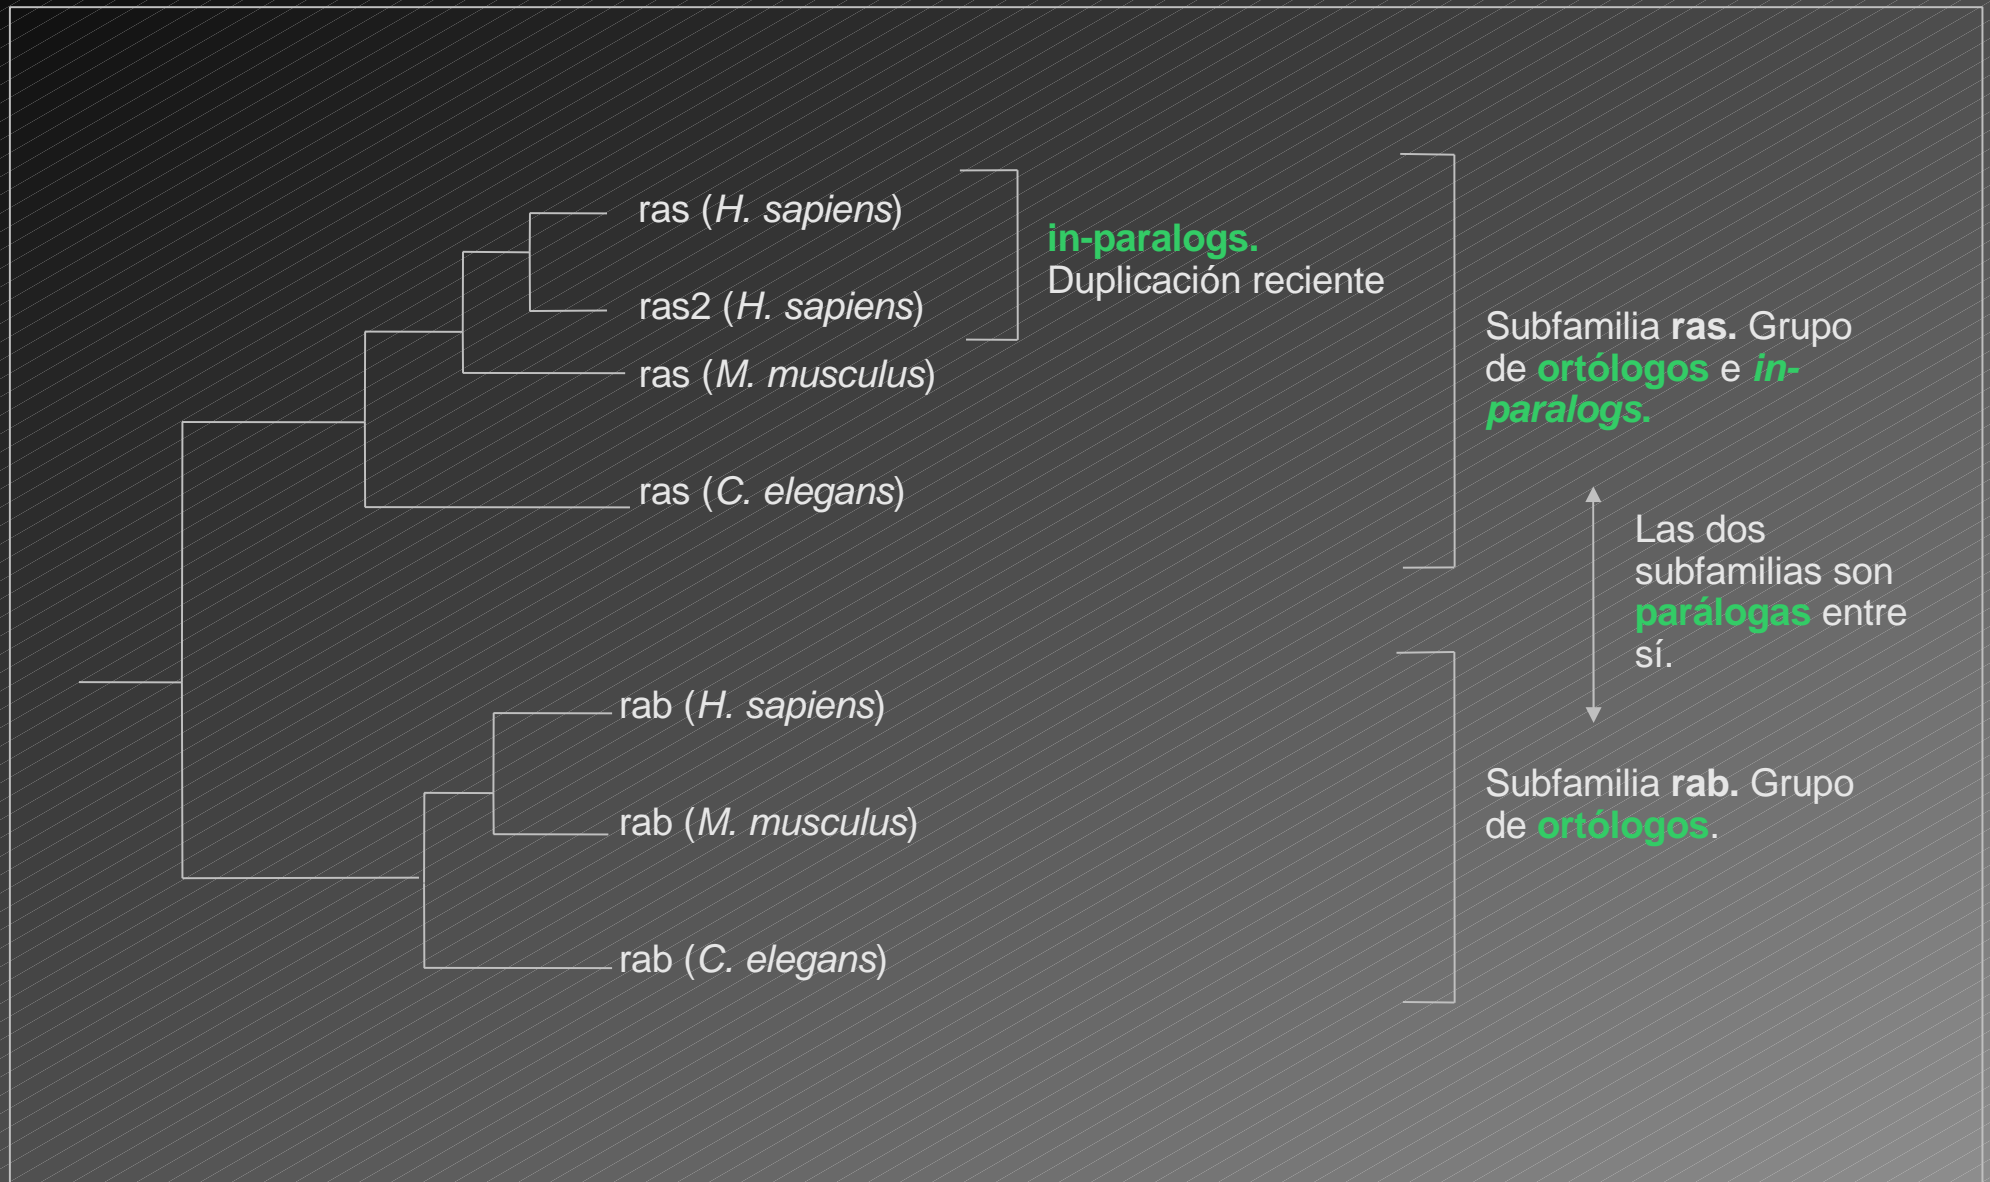 ras (H. sapiens)
ras2 (H. sapiens)
ras (M. musculus)
ras (C. elegans)
in-paralogs.
Duplicación reciente
Subfamilia ras. Grupo
de ortólogos e in-
paralogs.
Las dos
subfamilias son
parálogas entre
sí.
rab (H. sapiens)
rab (M. musculus)
rab (C. elegans)
Subfamilia rab. Grupo
de ortólogos.